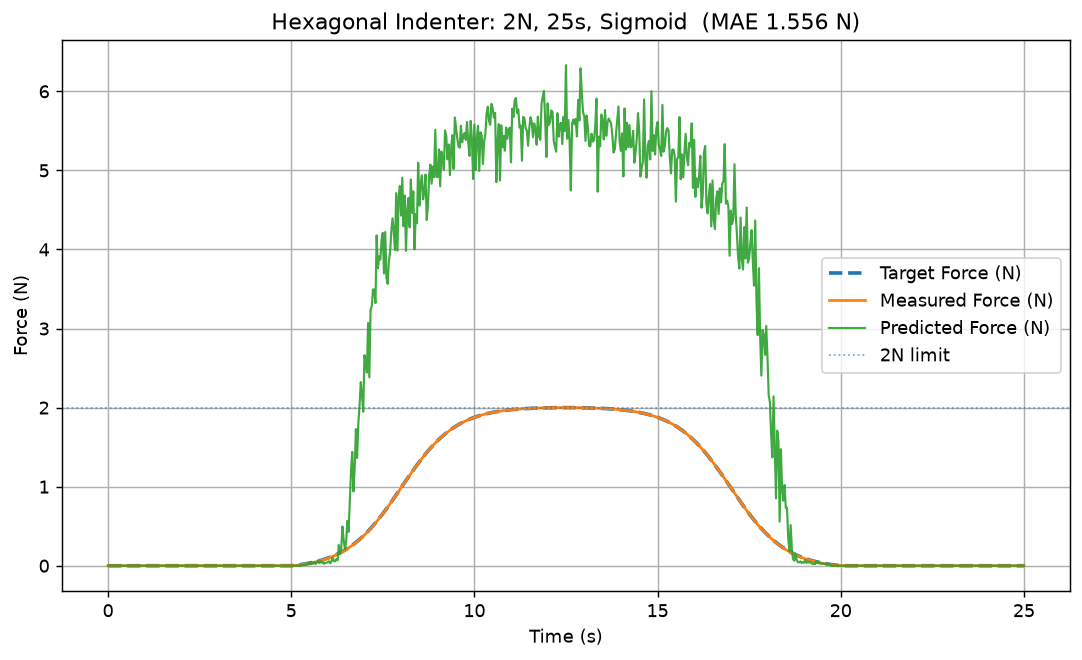 Hexagonal Indenter: 2N, 25s, Sigmoid  (MAE 1.556 N)
Force (N)
6
5
4
3
2
1
0
Target Force (N)
Measured Force (N)
Predicted Force (N)
2N limit
0 5 10 15 20 25
Time (s)